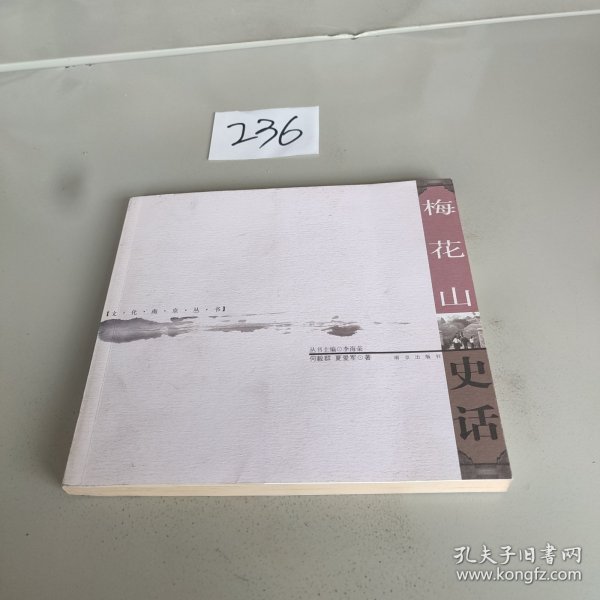 236
梅花山
史话
【文·化·南·京·丛·书】
丛书主编◎李海荣
何毅群 夏爱军◎著
南京出版社
孔夫子旧书网
www.kongfz.com